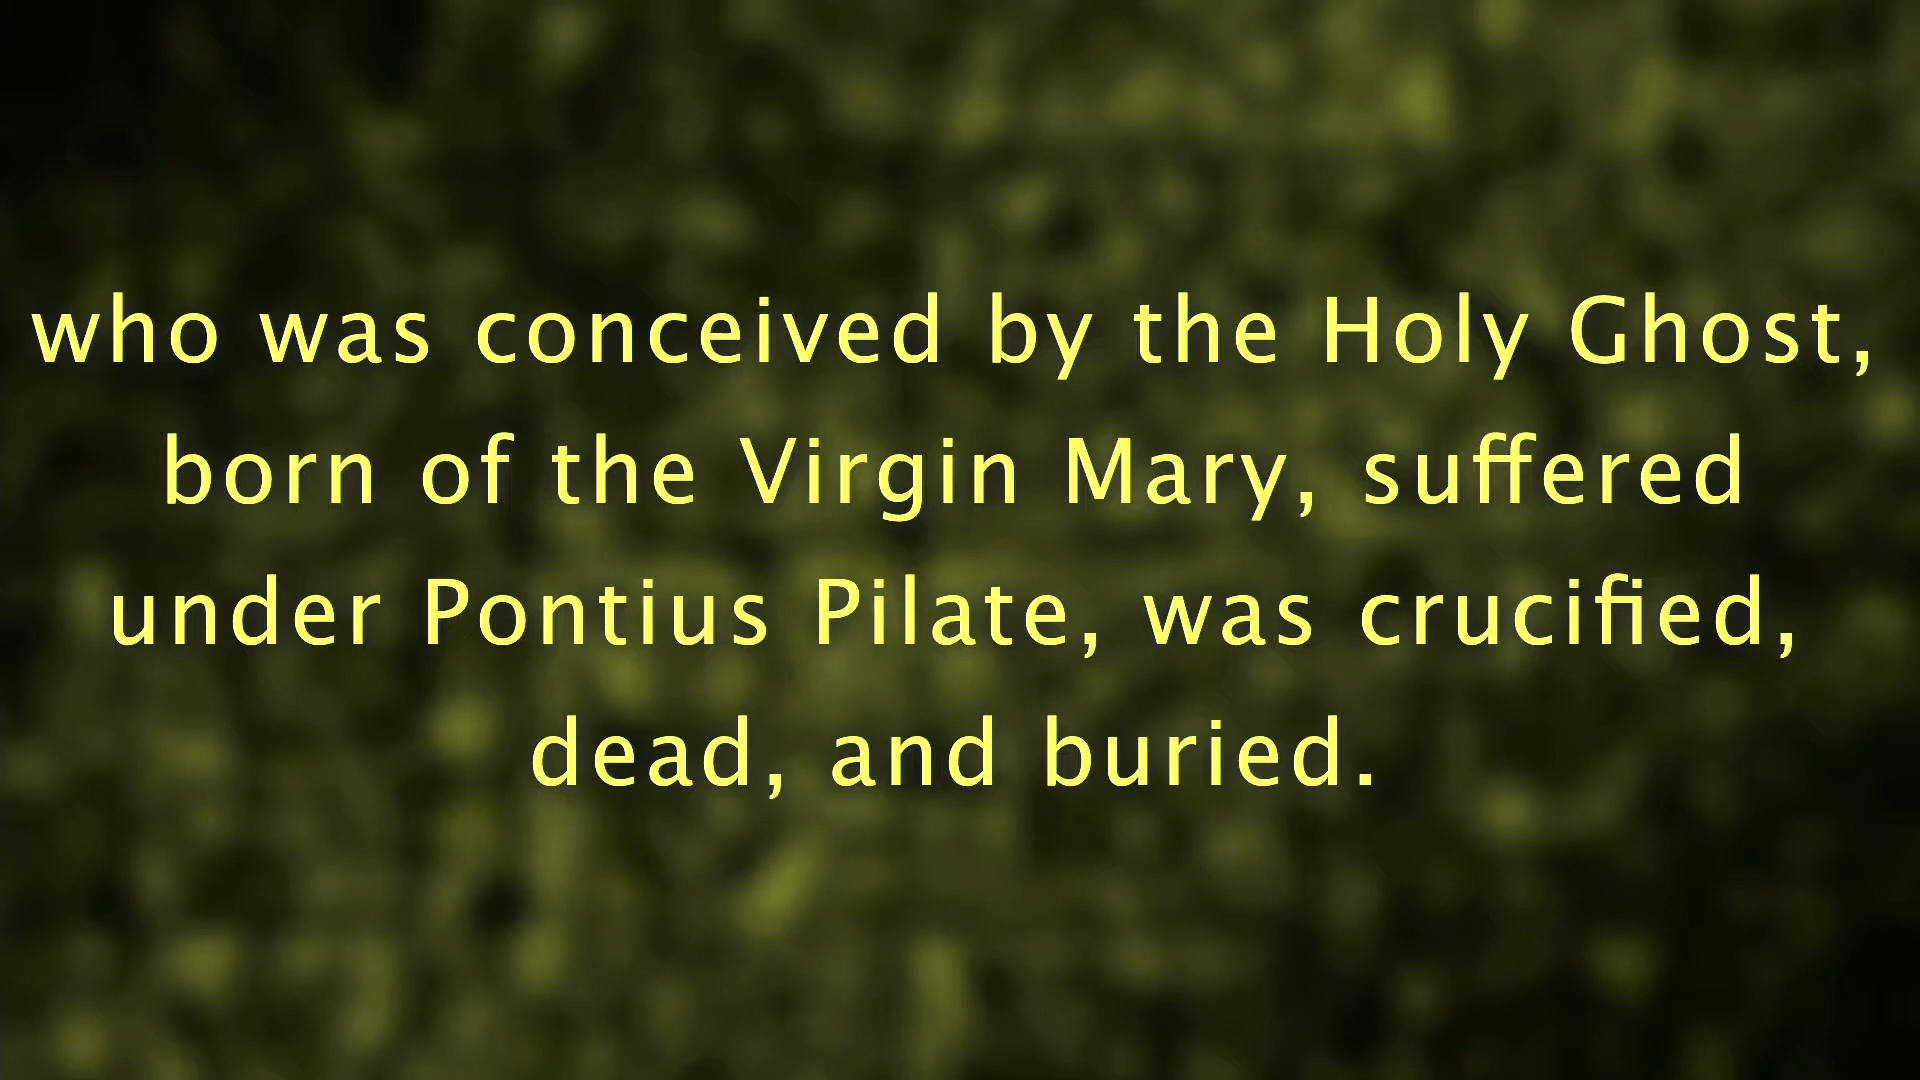 who was conceived by the Holy Ghost,
born of the Virgin Mary, suffered
under Pontius Pilate, was crucified,
dead, and buried.